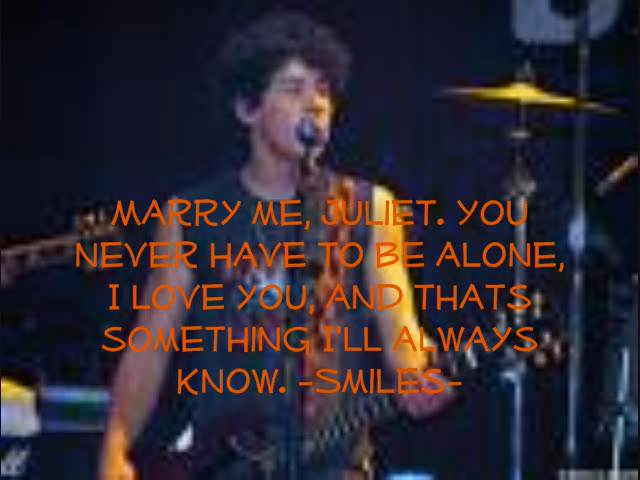 MARRY ME, JULIET. YOU
NEVER HAVE TO BE ALONE,
I LOVE YOU, AND THATS
SOMETHING I'LL ALWAYS
KNOW. -SMILES-